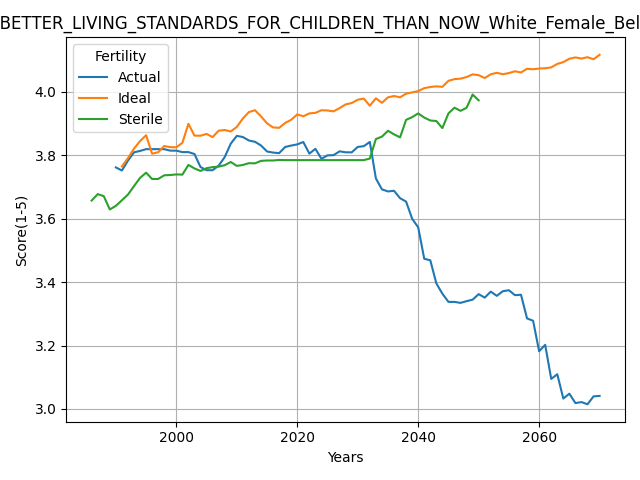 BETTER_LIVING_STANDARDS_FOR_CHILDREN_THAN_NOW_White_Female_Bel
Fertility
Actual
Ideal
Sterile
Score(1-5)
4.0
3.8
3.6
3.4
3.2
3.0
2000 2020 2040 2060
Years